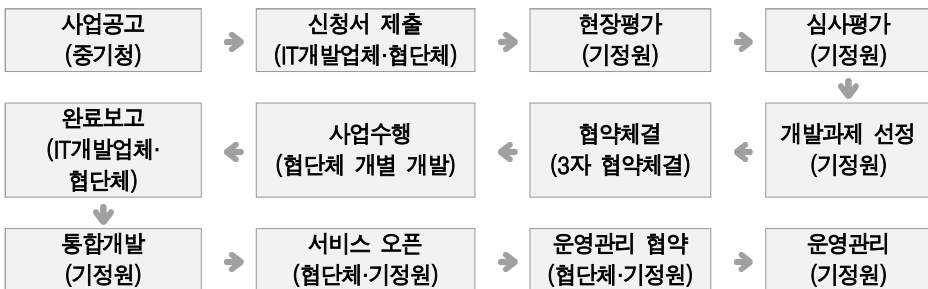 사업공고
(중기청)
신청서 제출
(IT개발업체·협단체)
현장평가
(기정원)
심사평가
(기정원)
개발과제 선정
(기정원)
협약체결
(3자 협약체결)
사업수행
(협단체 개별 개발)
완료보고
(IT개발업체·
협단체)
통합개발
(기정원)
서비스 오픈
(협단체·기정원)
운영관리 협약
(협단체·기정원)
운영관리
(기정원)